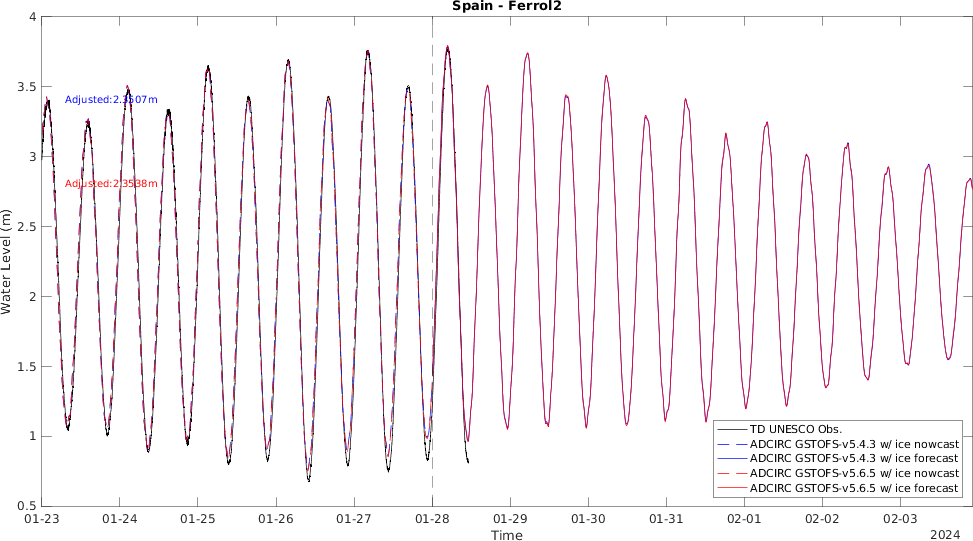 Spain - Ferrol2
4
3.5
3
2.5
2
1.5
1
0.5
Water Level (m)
Adjusted:2.3507m
Adjusted:2.3538m
TD UNESCO Obs.
ADCIRC GSTOFS-v5.4.3 w/ ice nowcast
ADCIRC GSTOFS-v5.4.3 w/ ice forecast
ADCIRC GSTOFS-v5.6.5 w/ ice nowcast
ADCIRC GSTOFS-v5.6.5 w/ ice forecast
01-23 01-24 01-25 01-26 01-27 01-28 01-29 01-30 01-31 02-01 02-02 02-03
Time
2024